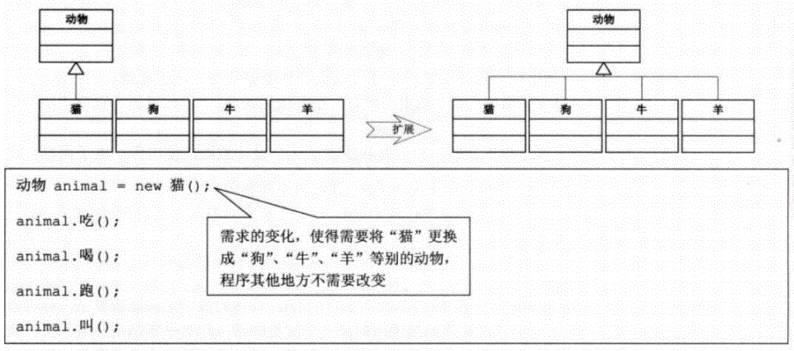 动物
动物
猫 狗 牛 羊
扩展
猫 狗 牛 羊
动物 animal = new 猫();
animal.吃();
animal.喝();
animal.跑();
animal.叫();
需求的变化，使得需要将“猫”更换
成“狗”、“牛”、“羊”等别的动物，
程序其他地方不需要改变